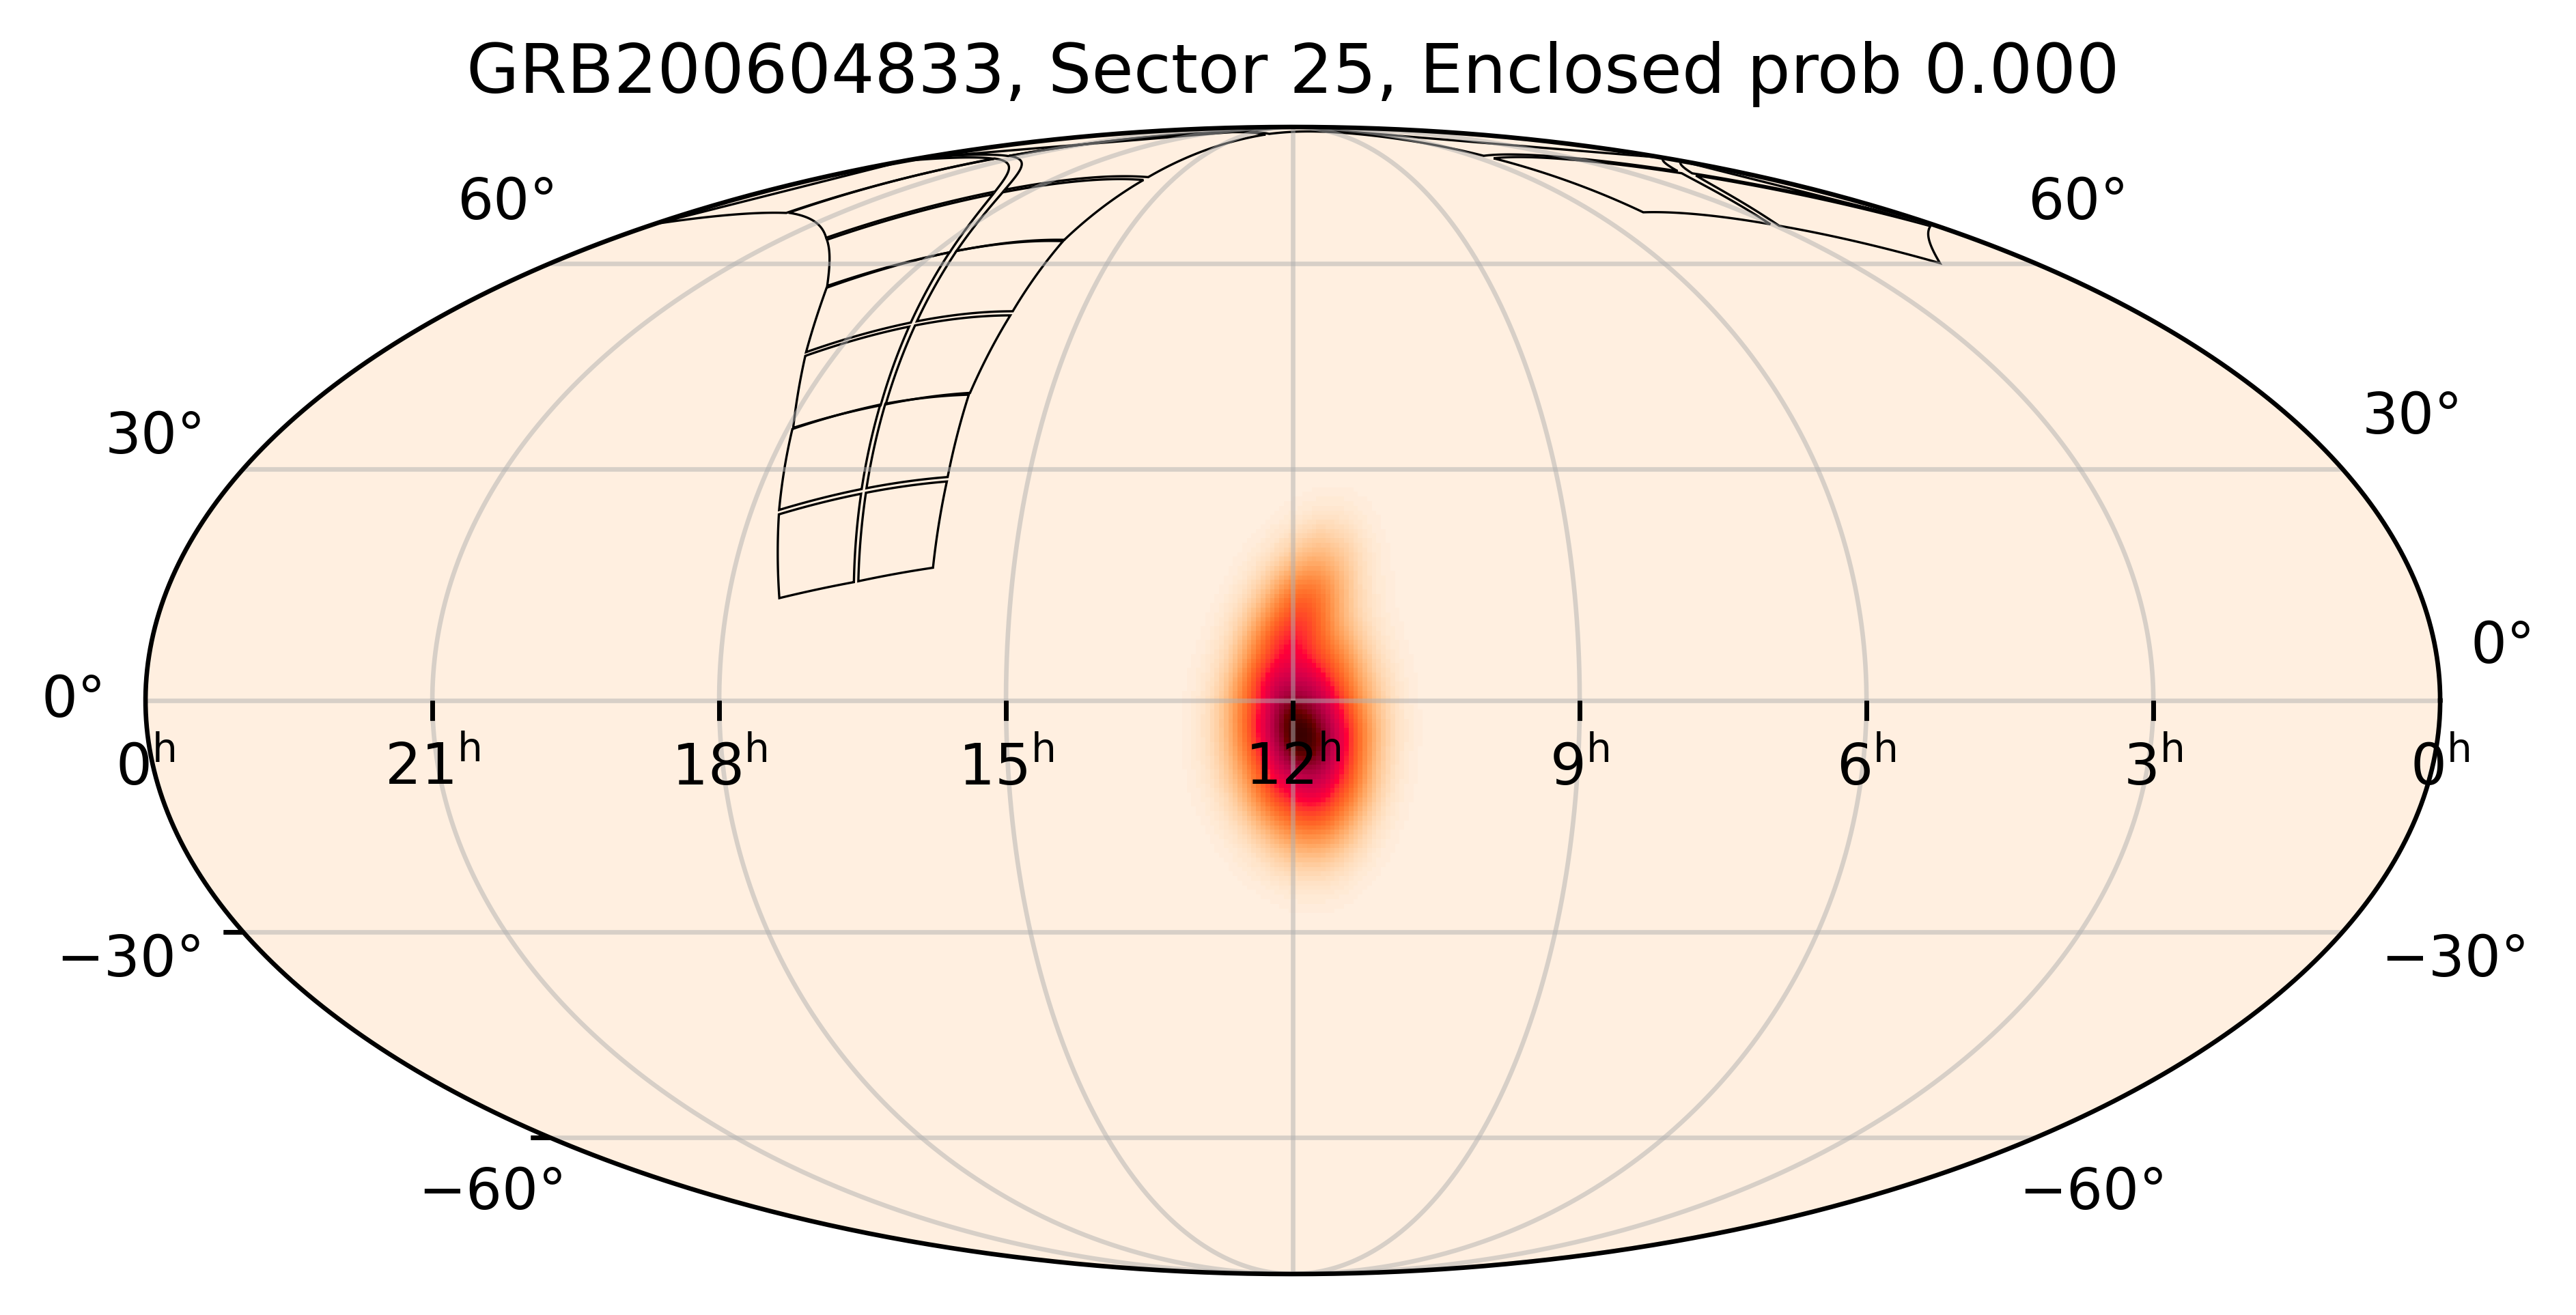 GRB200604833, Sector 25, Enclosed prob 0.000
60° 60°
30° 30°
0° 0°
0ʰ 21ʰ 18ʰ 15ʰ 12ʰ 9ʰ 6ʰ 3ʰ 0ʰ
−30° −30°
−60° −60°